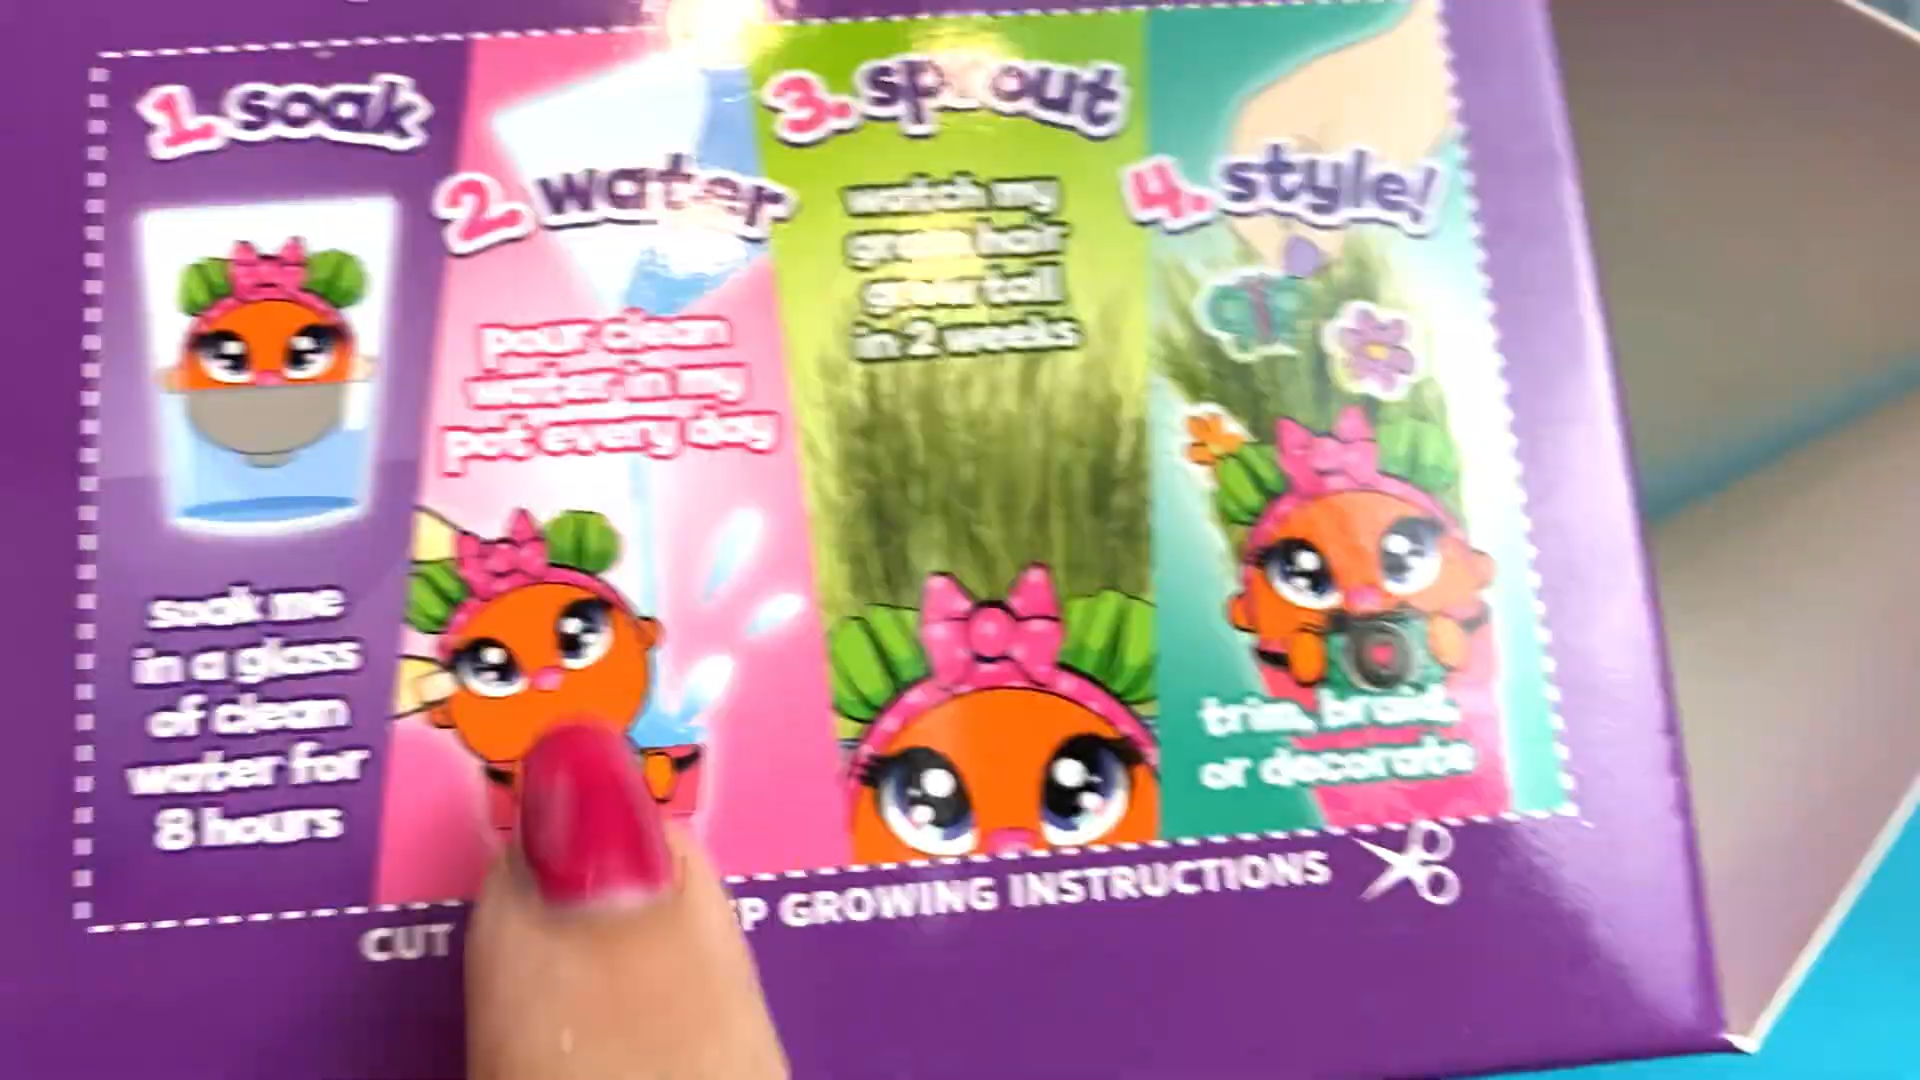 1. soak
soak me
in a glass
of clean
water for
8 hours
2. water
pour clean
water in my
pot every day
3. sprout
watch my
green hair
grow tall
in 2 weeks
4. style!
trim, braid,
or decorate
CUT GROWING INSTRUCTIONS